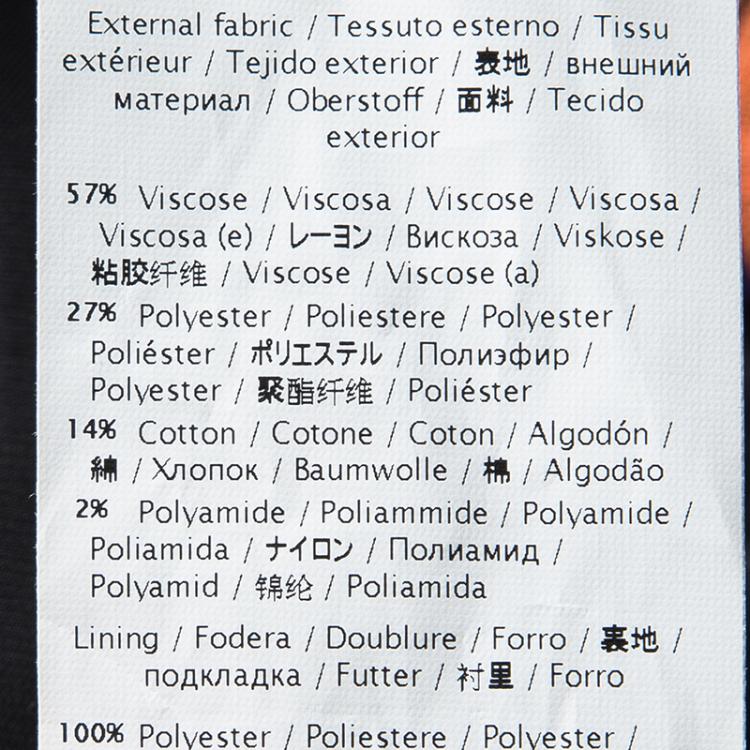 External fabric / Tessuto esterno / Tissu
extérieur / Tejido exterior / 表地 / внешний
материал / Oberstoff / 面料 / Tecido
exterior
57% Viscose / Viscosa / Viscose / Viscosa /
Viscosa (e) / レーヨン / Вискоза / Viskose /
粘胶纤维 / Viscose / Viscose (a)
27% Polyester / Poliestere / Polyester /
Poliéster / ポリエステル / Полиэфир /
Polyester / 聚酯纤维 / Poliéster
14% Cotton / Cotone / Coton / Algodón /
綿 / Хлопок / Baumwolle / 棉 / Algodão
2% Polyamide / Poliammide / Polyamide /
Poliamida / ナイロン / Полиамид /
Polyamid / 锦纶 / Poliamida
Lining / Fodera / Doublure / Forro / 裏地 /
подкладка / Futter / 衬里 / Forro
100% Polyester / Poliestere / Polyester /